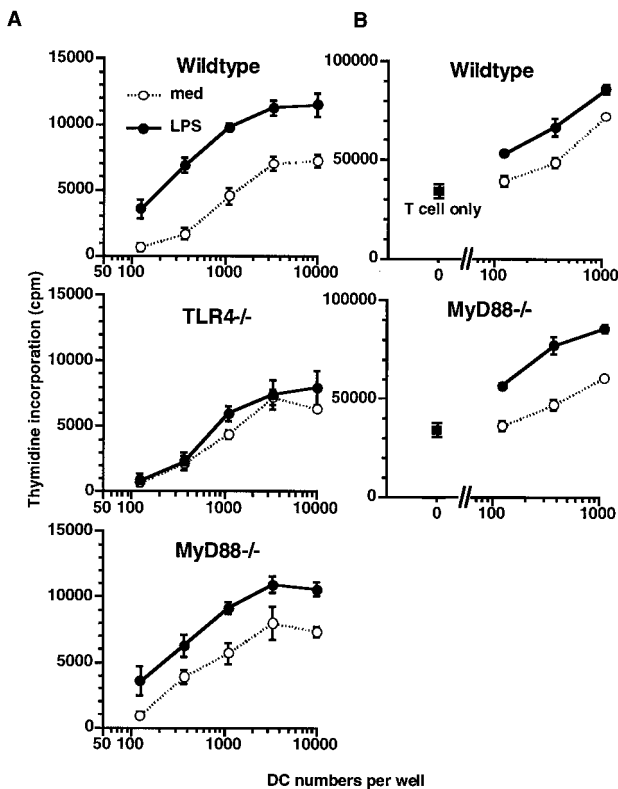 A
B
Wildtype
med
LPS
15000
10000
5000
0
50 100 1000 10000
Wildtype
T cell only
100000
50000
0
0 100 1000
TLR4-/-
15000
10000
5000
0
50 100 1000 10000
MyD88-/-
100000
50000
0
0 100 1000
MyD88-/-
15000
10000
5000
0
50 100 1000 10000
Thymidine incorporation (cpm)
DC numbers per well